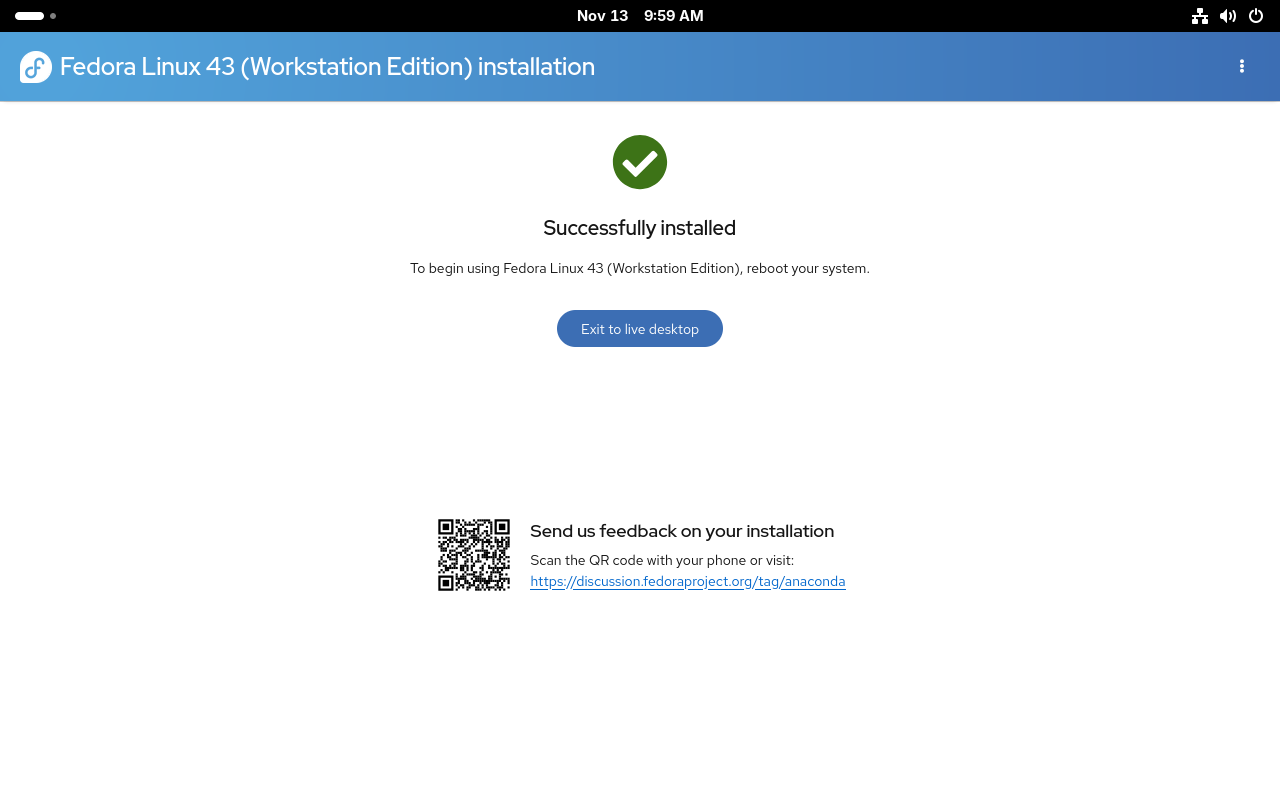 Nov 13 9:59 AM
Fedora Linux 43 (Workstation Edition) installation
Successfully installed
To begin using Fedora Linux 43 (Workstation Edition), reboot your system.
Exit to live desktop
Send us feedback on your installation
Scan the QR code with your phone or visit:
https://discussion.fedoraproject.org/tag/anaconda